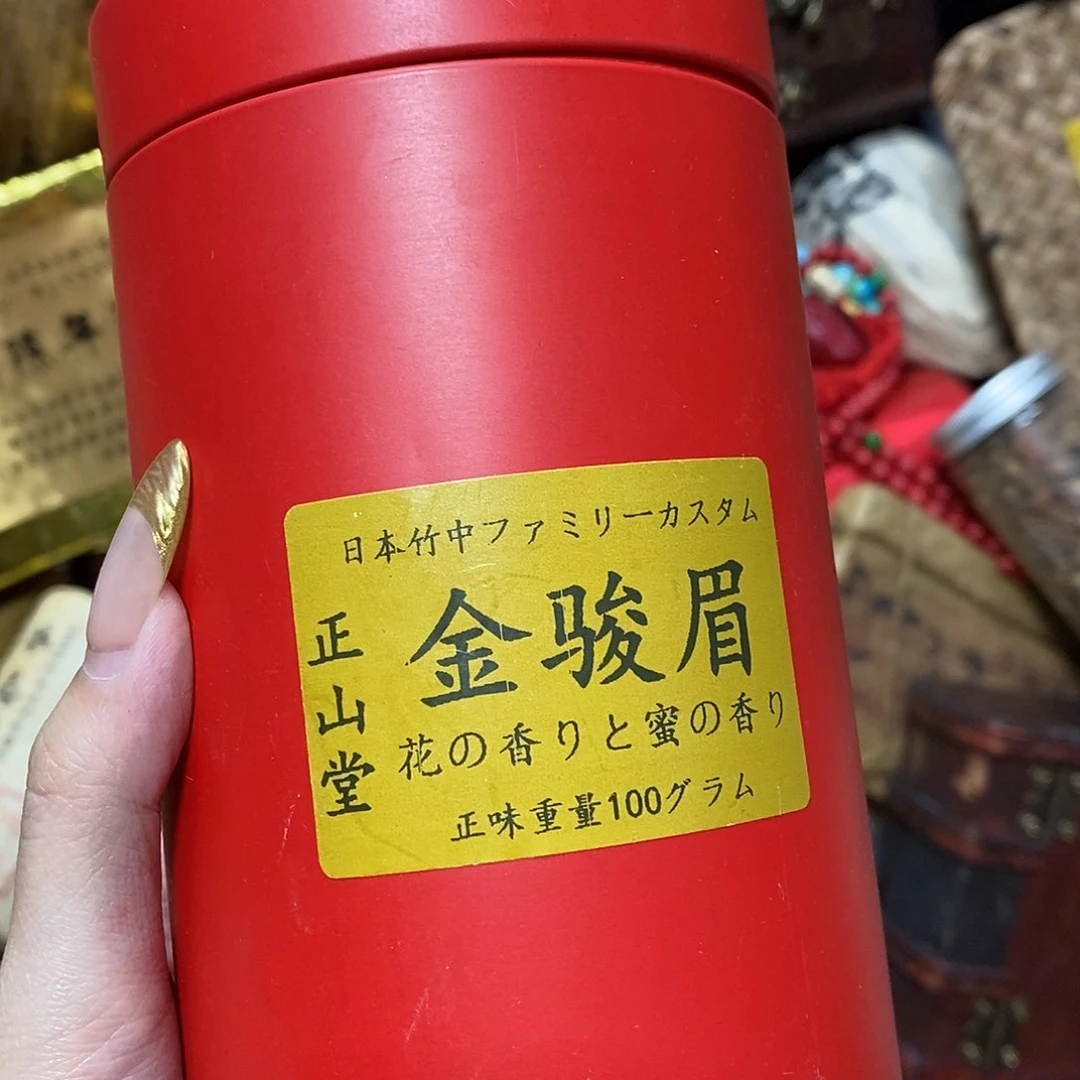 日本竹中ファミリーカスタム
正山堂
金骏眉
花の香りと蜜の香り
正味重量100グラム